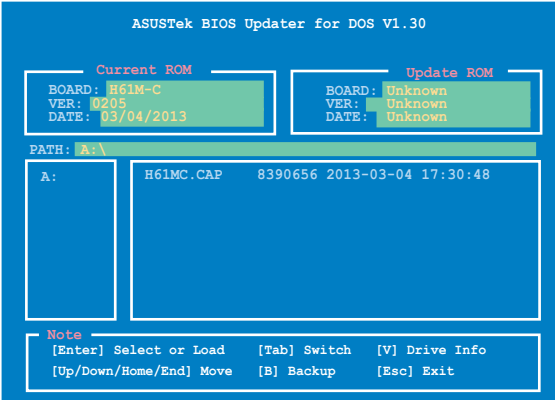 ASUSTek BIOS Updater for DOS V1.30
Current ROM
BOARD: H61M-C
VER: 0205
DATE: 03/04/2013
Update ROM
BOARD: Unknown
VER: Unknown
DATE: Unknown
PATH: A:\
A:
H61MC.CAP 8390656 2013-03-04 17:30:48
Note
[Enter] Select or Load [Tab] Switch [V] Drive Info
[Up/Down/Home/End] Move [B] Backup [Esc] Exit